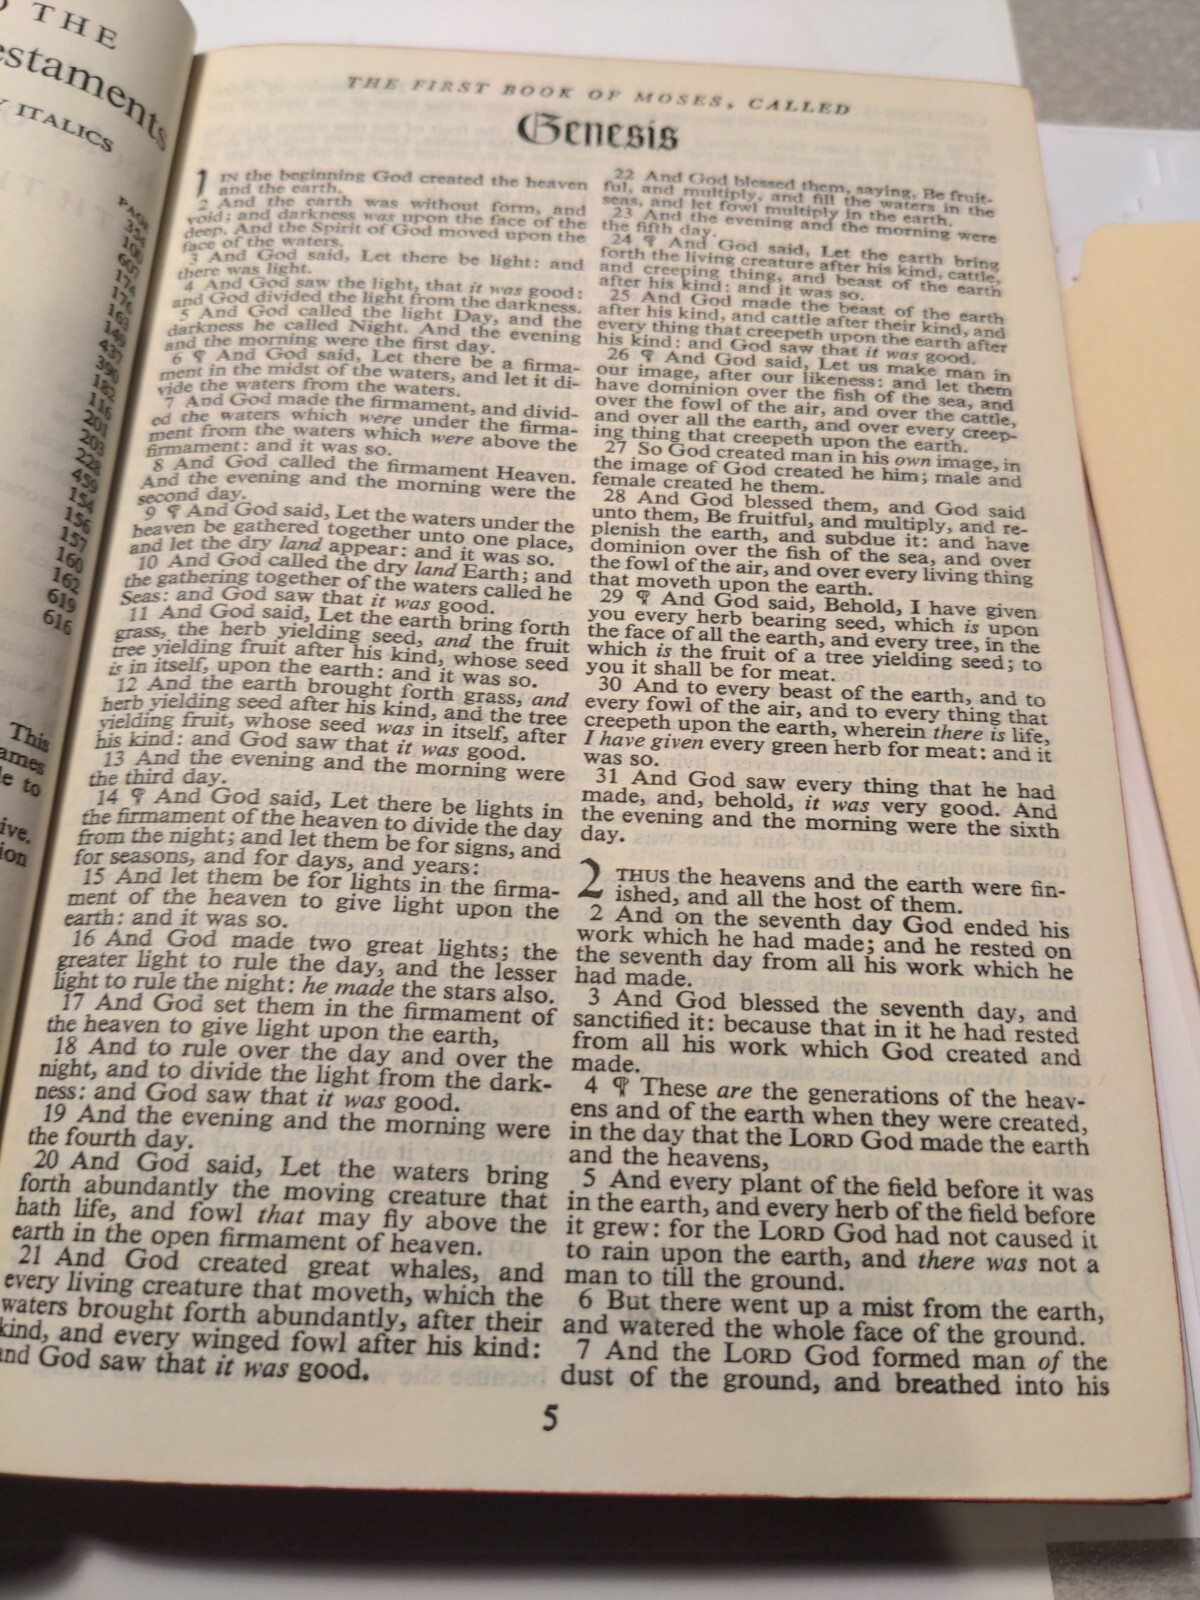 O THE
estaments
Y ITALICS
PAGE
354
100
607
174
176
163
149
437
390
182
116
201
203
228
459
154
156
157
160
162
619
616
This
ames
le to
ive.
ion
THE FIRST BOOK OF MOSES, CALLED
Genesis
1 IN the beginning God created the heaven
and the earth.
2 And the earth was without form, and
void; and darkness was upon the face of the
deep. And the Spirit of God moved upon the
face of the waters.
3 And God said, Let there be light: and
there was light.
4 And God saw the light, that it was good:
and God divided the light from the darkness.
5 And God called the light Day, and the
darkness he called Night. And the evening
and the morning were the first day.
6 ¶ And God said, Let there be a firma-
ment in the midst of the waters, and let it di-
vide the waters from the waters.
7 And God made the firmament, and divid-
ed the waters which were under the firma-
ment from the waters which were above the
firmament: and it was so.
8 And God called the firmament Heaven.
And the evening and the morning were the
second day.
9 ¶ And God said, Let the waters under the
heaven be gathered together unto one place,
and let the dry land appear: and it was so.
10 And God called the dry land Earth; and
the gathering together of the waters called he
Seas: and God saw that it was good.
11 And God said, Let the earth bring forth
grass, the herb yielding seed, and the fruit
tree yielding fruit after his kind, whose seed
is in itself, upon the earth: and it was so.
12 And the earth brought forth grass, and
herb yielding seed after his kind, and the tree
yielding fruit, whose seed was in itself, after
his kind: and God saw that it was good.
13 And the evening and the morning were
the third day.
14 ¶ And God said, Let there be lights in
the firmament of the heaven to divide the day
from the night; and let them be for signs, and
for seasons, and for days, and years:
15 And let them be for lights in the firma-
ment of the heaven to give light upon the
earth: and it was so.
16 And God made two great lights; the
greater light to rule the day, and the lesser
light to rule the night: he made the stars also.
17 And God set them in the firmament of
the heaven to give light upon the earth,
18 And to rule over the day and over the
night, and to divide the light from the dark-
ness: and God saw that it was good.
19 And the evening and the morning were
the fourth day.
20 And God said, Let the waters bring
forth abundantly the moving creature that
hath life, and fowl that may fly above the
earth in the open firmament of heaven.
21 And God created great whales, and
every living creature that moveth, which the
waters brought forth abundantly, after their
kind, and every winged fowl after his kind:
and God saw that it was good.
22 And God blessed them, saying, Be fruit-
ful, and multiply, and fill the waters in the
seas, and let fowl multiply in the earth.
23 And the evening and the morning were
the fifth day.
24 ¶ And God said, Let the earth bring
forth the living creature after his kind, cattle,
and creeping thing, and beast of the earth
after his kind: and it was so.
25 And God made the beast of the earth
after his kind, and cattle after their kind, and
every thing that creepeth upon the earth after
his kind: and God saw that it was good.
26 ¶ And God said, Let us make man in
our image, after our likeness: and let them
have dominion over the fish of the sea, and
over the fowl of the air, and over the cattle,
and over all the earth, and over every creep-
ing thing that creepeth upon the earth.
27 So God created man in his own image, in
the image of God created he him; male and
female created he them.
28 And God blessed them, and God said
unto them, Be fruitful, and multiply, and re-
plenish the earth, and subdue it: and have
dominion over the fish of the sea, and over
the fowl of the air, and over every living thing
that moveth upon the earth.
29 ¶ And God said, Behold, I have given
you every herb bearing seed, which is upon
the face of all the earth, and every tree, in the
which is the fruit of a tree yielding seed; to
you it shall be for meat.
30 And to every beast of the earth, and to
every fowl of the air, and to every thing that
creepeth upon the earth, wherein there is life,
I have given every green herb for meat: and it
was so.
31 And God saw every thing that he had
made, and, behold, it was very good. And
the evening and the morning were the sixth
day.
2 THUS the heavens and the earth were fin-
ished, and all the host of them.
2 And on the seventh day God ended his
work which he had made; and he rested on
the seventh day from all his work which he
had made.
3 And God blessed the seventh day, and
sanctified it: because that in it he had rested
from all his work which God created and
made.
4 ¶ These are the generations of the heav-
ens and of the earth when they were created,
in the day that the LORD God made the earth
and the heavens,
5 And every plant of the field before it was
in the earth, and every herb of the field before
it grew: for the LORD God had not caused it
to rain upon the earth, and there was not a
man to till the ground.
6 But there went up a mist from the earth,
and watered the whole face of the ground.
7 And the LORD God formed man of the
dust of the ground, and breathed into his
5